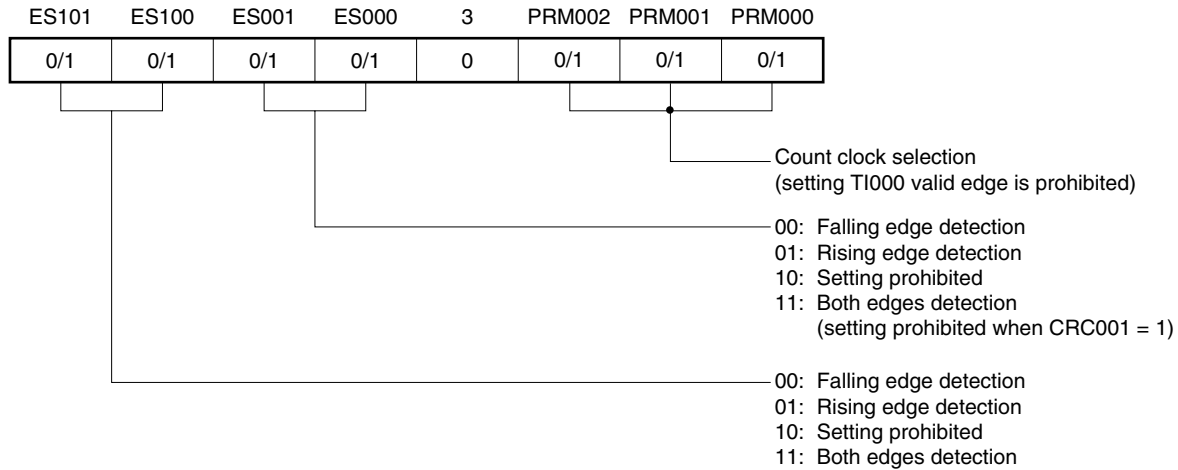 ES101 ES100 ES001 ES000 3 PRM002 PRM001 PRM000
0/1 0/1 0/1 0/1 0 0/1 0/1 0/1
Count clock selection
(setting TI000 valid edge is prohibited)
00: Falling edge detection
01: Rising edge detection
10: Setting prohibited
11: Both edges detection
(setting prohibited when CRC001 = 1)
00: Falling edge detection
01: Rising edge detection
10: Setting prohibited
11: Both edges detection